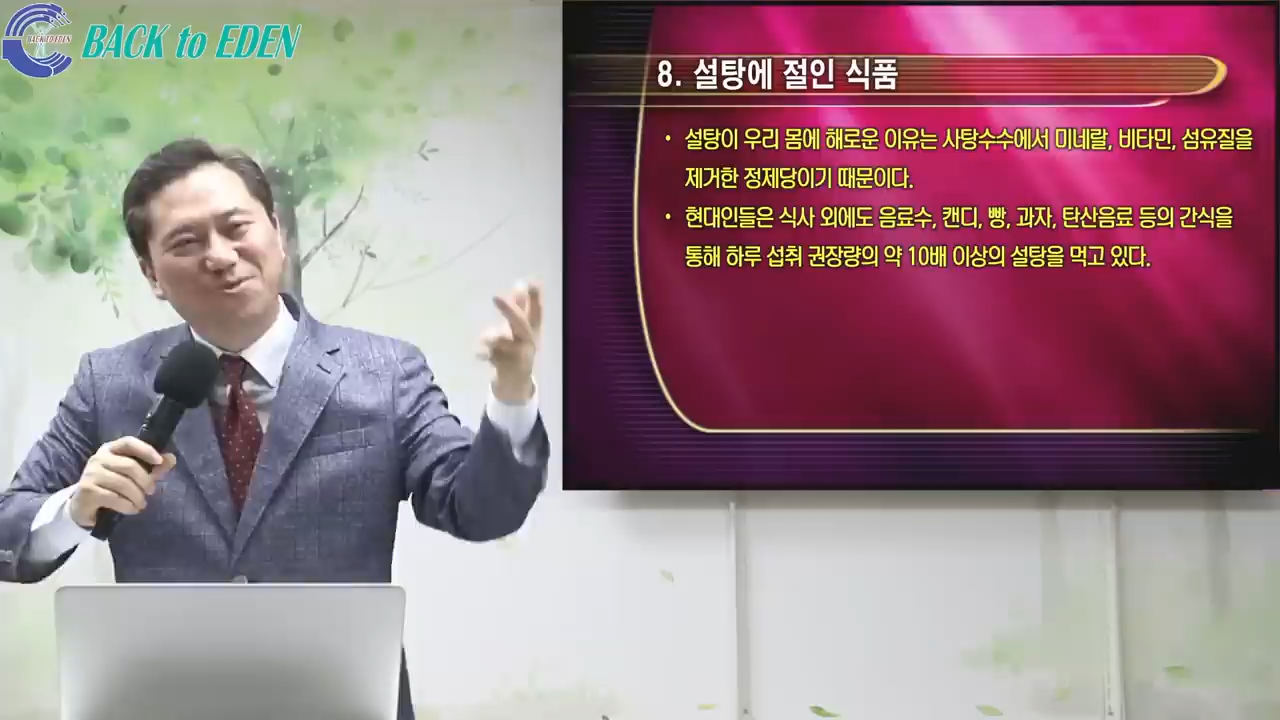 BACK to EDEN
BACK TO EDEN
8. 설탕에 절인 식품
• 설탕이 우리 몸에 해로운 이유는 사탕수수에서 미네랄, 비타민, 섬유질을
제거한 정제당이기 때문이다.
• 현대인들은 식사 외에도 음료수, 캔디, 빵, 과자, 탄산음료 등의 간식을
통해 하루 섭취 권장량의 약 10배 이상의 설탕을 먹고 있다.